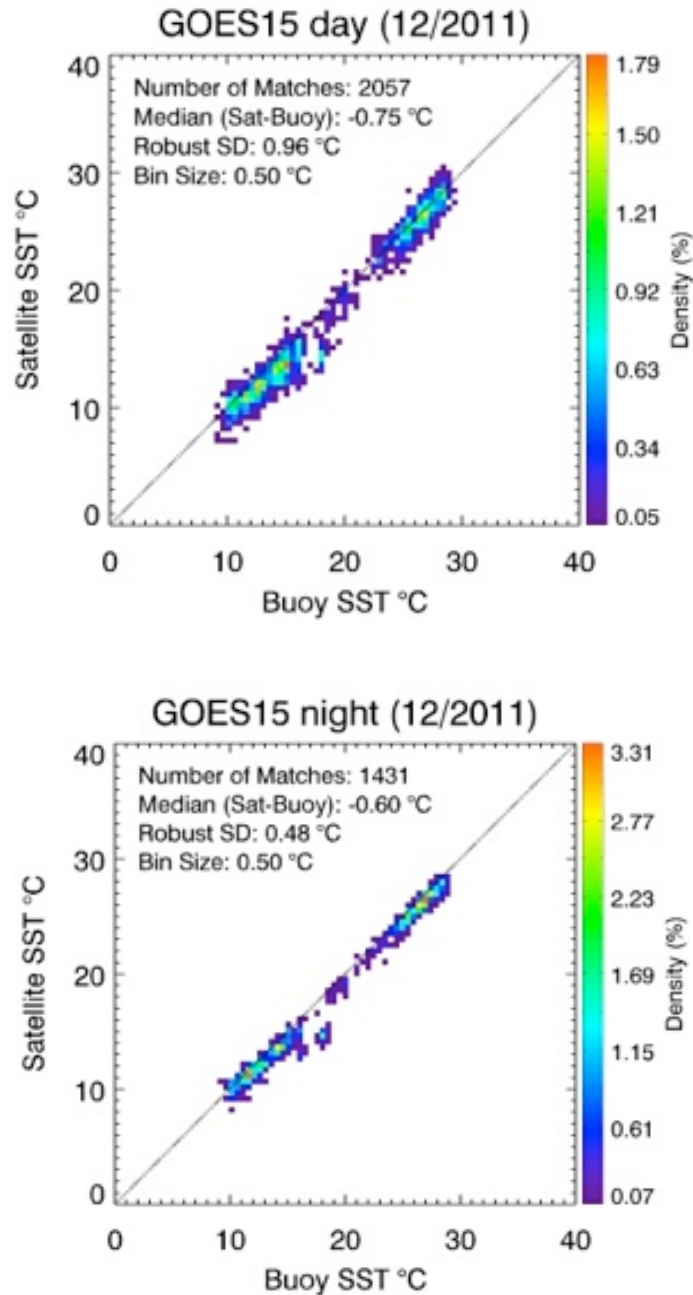 GOES15 day (12/2011)
Number of Matches: 2057
Median (Sat-Buoy): -0.75 °C
Robust SD: 0.96 °C
Bin Size: 0.50 °C
Satellite SST °C
40
30
20
10
0
0 10 20 30 40
Buoy SST °C
1.79
1.50
1.21
0.92
0.63
0.34
0.05
Density (%)
GOES15 night (12/2011)
Number of Matches: 1431
Median (Sat-Buoy): -0.60 °C
Robust SD: 0.48 °C
Bin Size: 0.50 °C
Satellite SST °C
40
30
20
10
0
0 10 20 30 40
Buoy SST °C
3.31
2.77
2.23
1.69
1.15
0.61
0.07
Density (%)